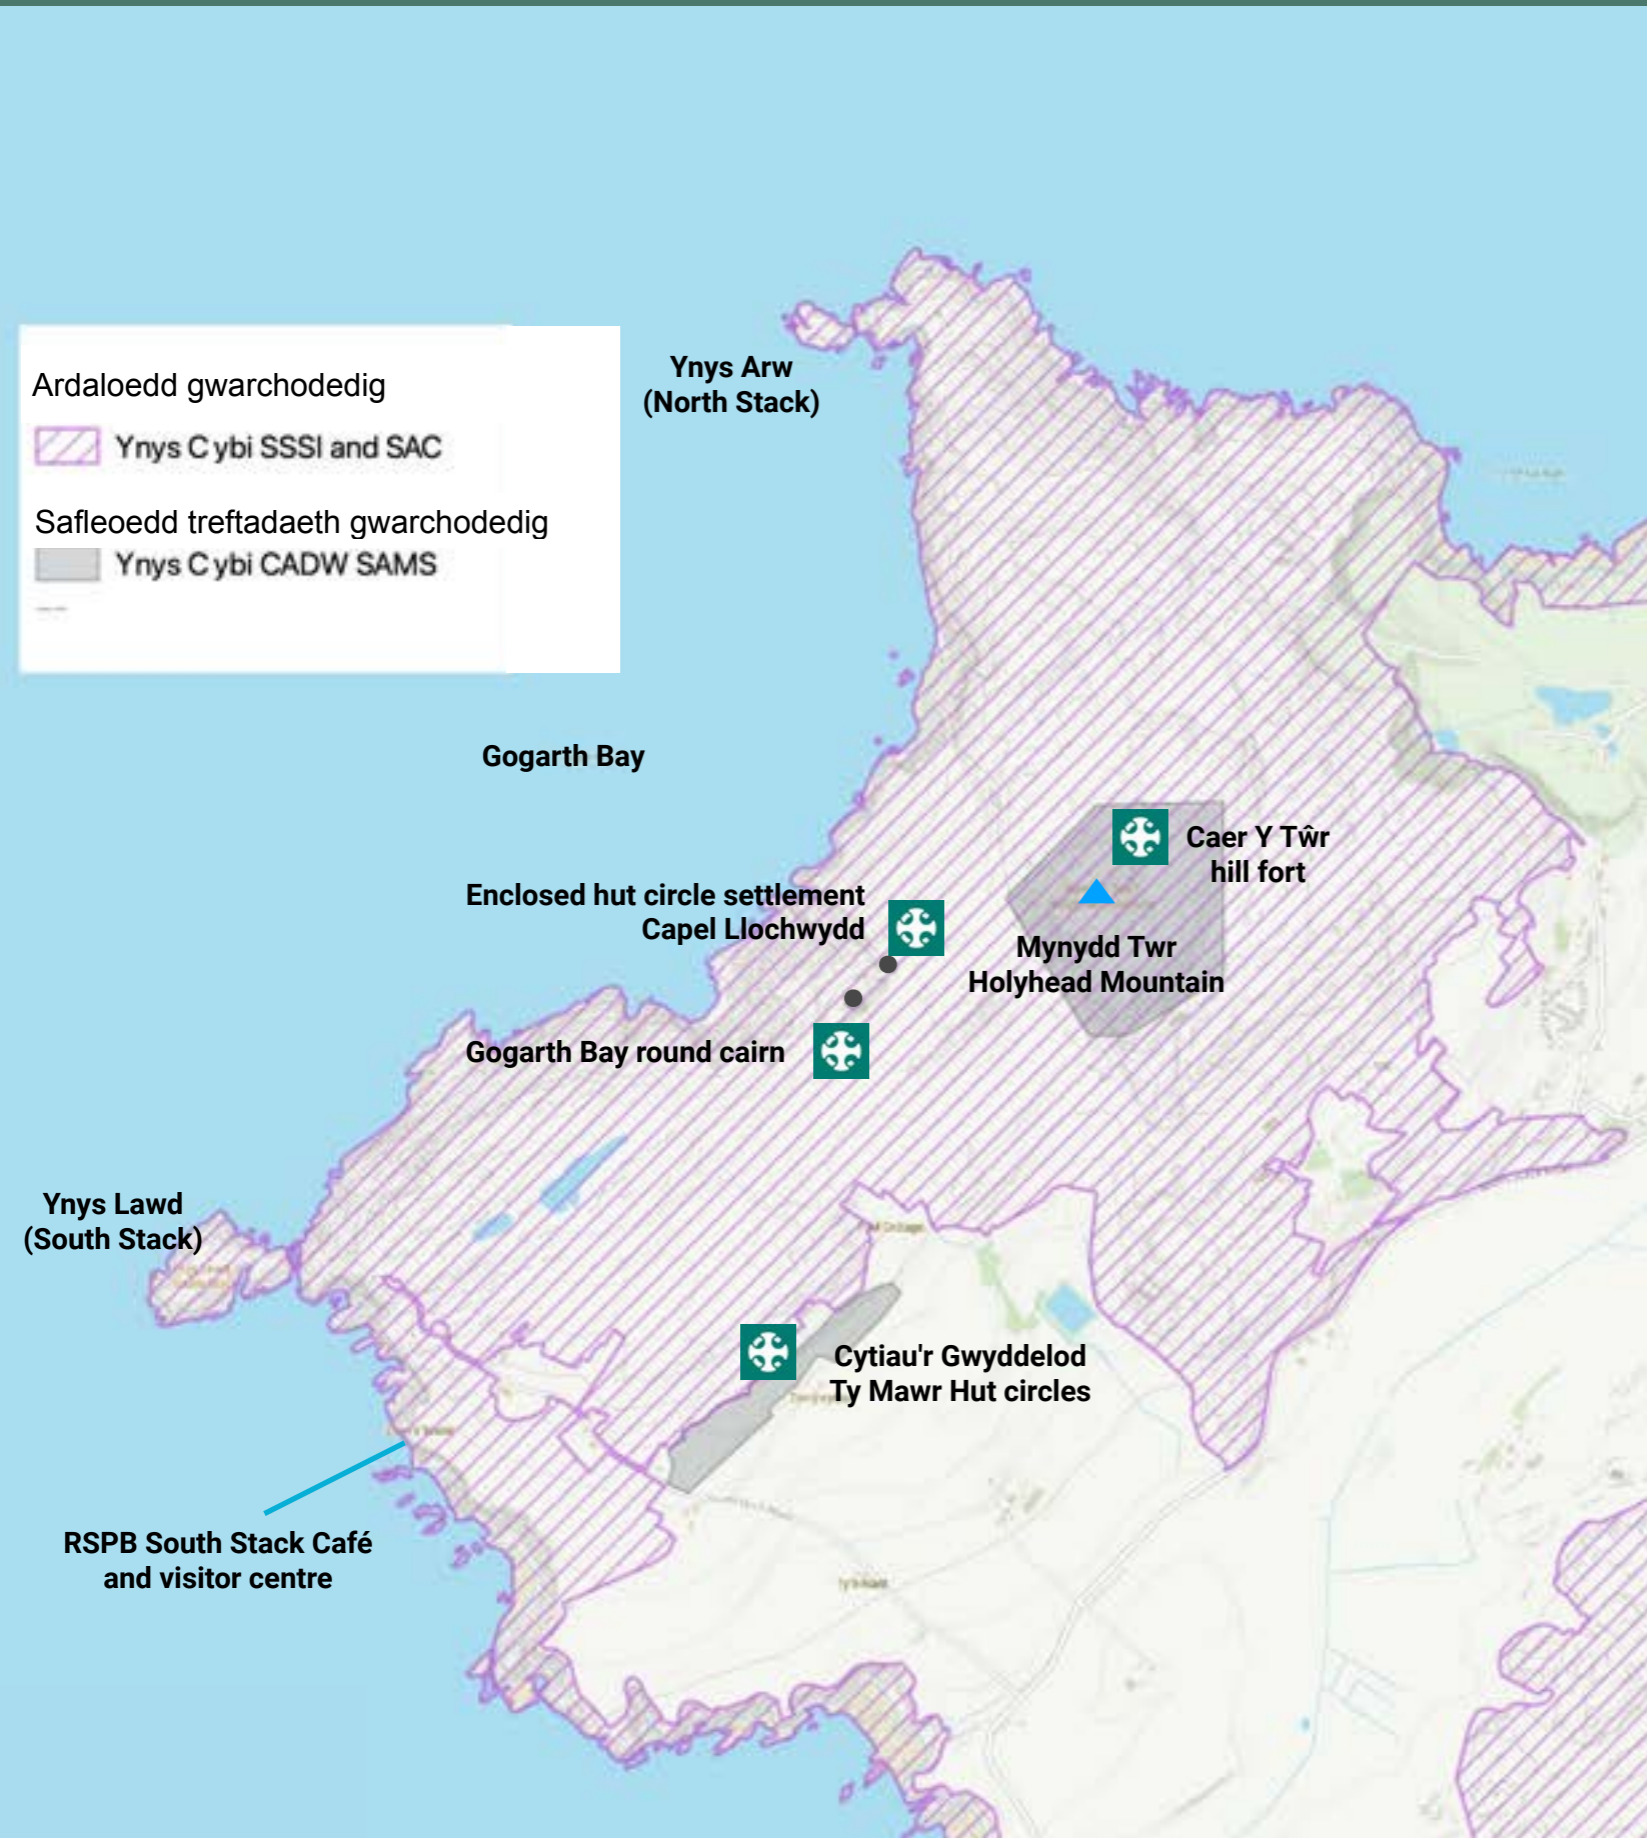 Ynys Arw
(North Stack)
Ardaloedd gwarchodedig
Ynys Cybi SSSI and SAC
Safleoedd treftadaeth gwarchodedig
Ynys Cybi CADW SAMS
Gogarth Bay
Caer Y Tŵr
hill fort
Enclosed hut circle settlement
Capel Llochwydd
Mynydd Twr
Holyhead Mountain
Gogarth Bay round cairn
Ynys Lawd
(South Stack)
Cytiau'r Gwyddelod
Ty Mawr Hut circles
RSPB South Stack Café
and visitor centre